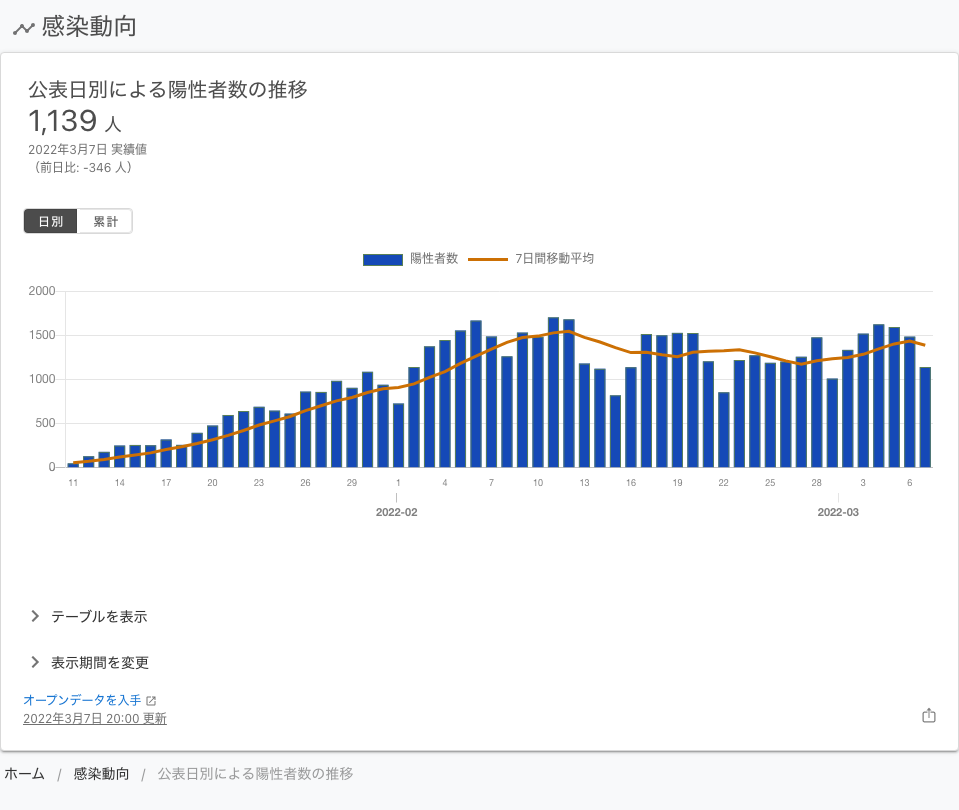 感染動向
公表日別による陽性者数の推移
1,139 人
2022年3月7日 実績値
（前日比: -346 人）
日別 累計
陽性者数 7日間移動平均
2000
1500
1000
500
0
11 14 17 20 23 26 29 1 4 7 10 13 16 19 22 25 28 3 6
2022-02 2022-03
テーブルを表示
表示期間を変更
オープンデータを入手
2022年3月7日 20:00 更新
ホーム / 感染動向 / 公表日別による陽性者数の推移